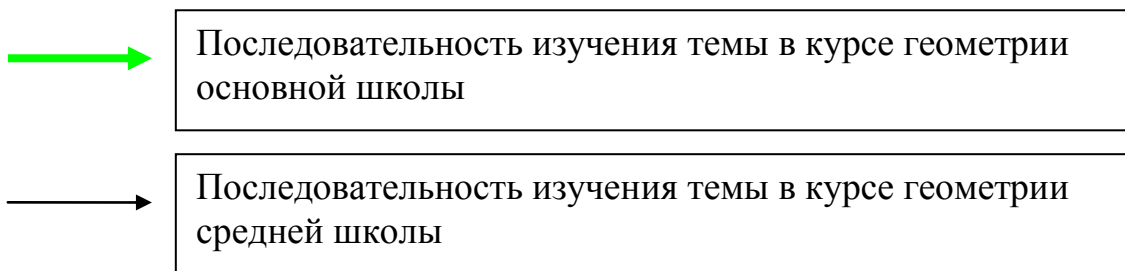 Последовательность изучения темы в курсе геометрии
основной школы
Последовательность изучения темы в курсе геометрии
средней школы